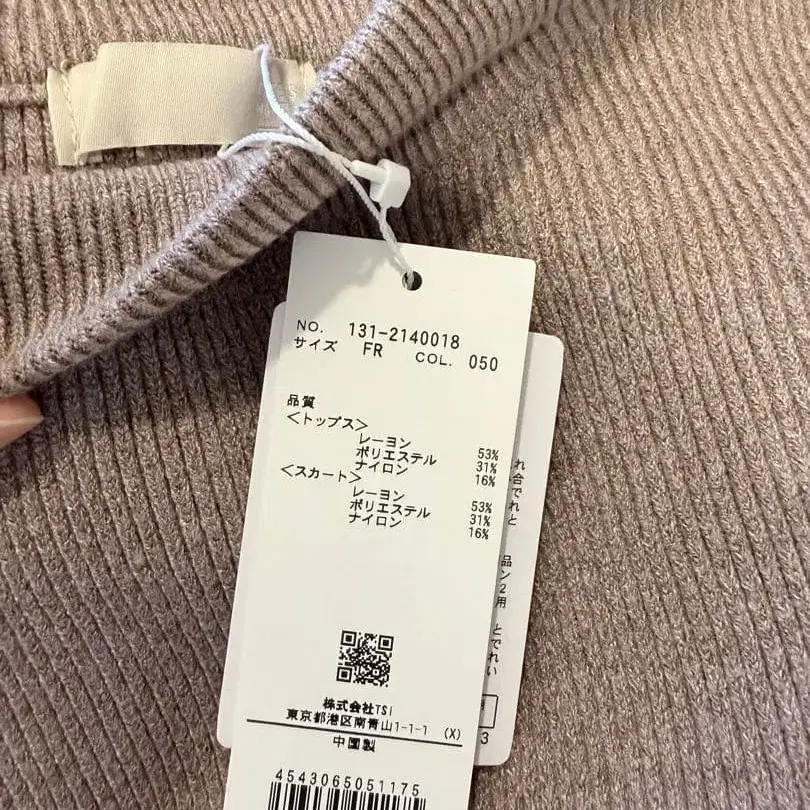 NO. 131-2140018
サイズ FR COL. 050
品質
＜トップス＞
レーヨン 53%
ポリエステル 31%
ナイロン 16%
＜スカート＞
レーヨン 53%
ポリエステル 31%
ナイロン 16%
株式会社TSI
東京都港区南青山1-1-1 (X)
中国製
4543065051175